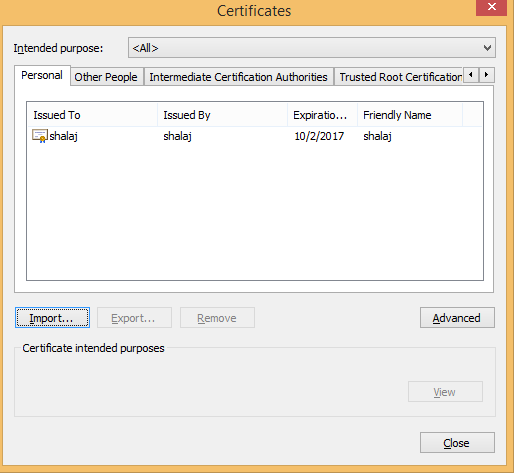 Certificates
Intended purpose: <All>
Personal Other People Intermediate Certification Authorities Trusted Root Certification
Issued To Issued By Expiratio... Friendly Name
shalaj shalaj 10/2/2017 shalaj
Import... Export... Remove Advanced
Certificate intended purposes
View
Close